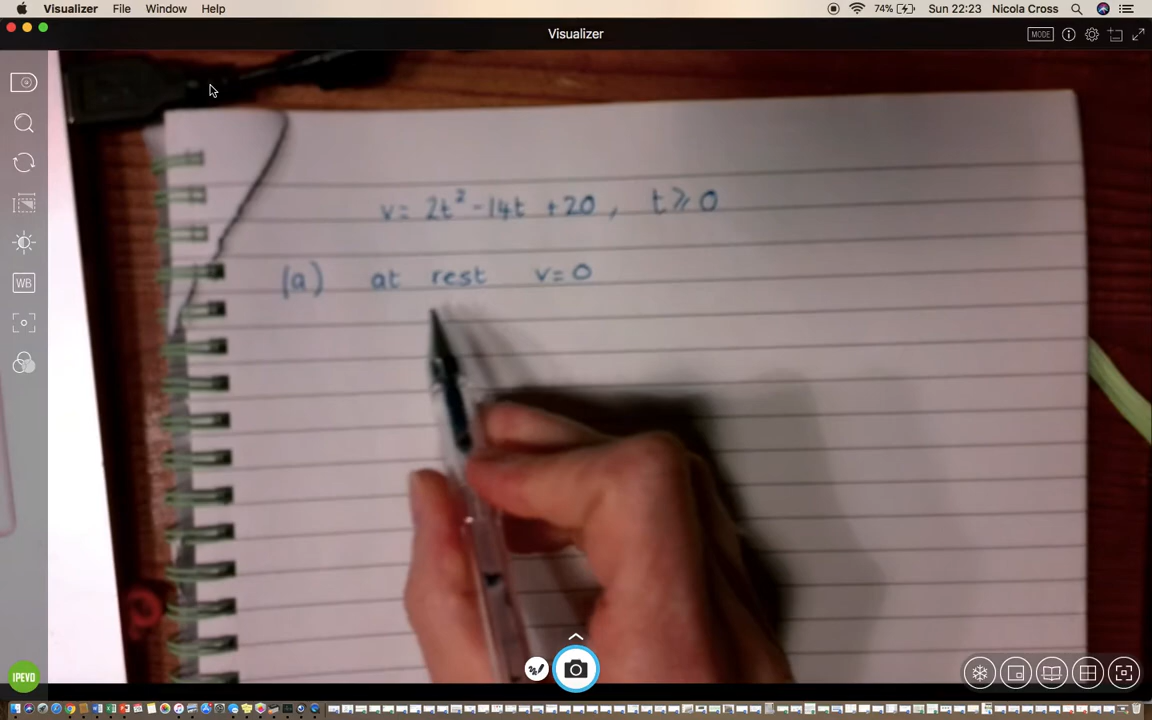 Visualizer File Window Help 74% Sun 22:23 Nicola Cross
Visualizer
MODE
v= 2t² -14t +20 , t⩾0
(a) at rest v=0
WB
IPEVO